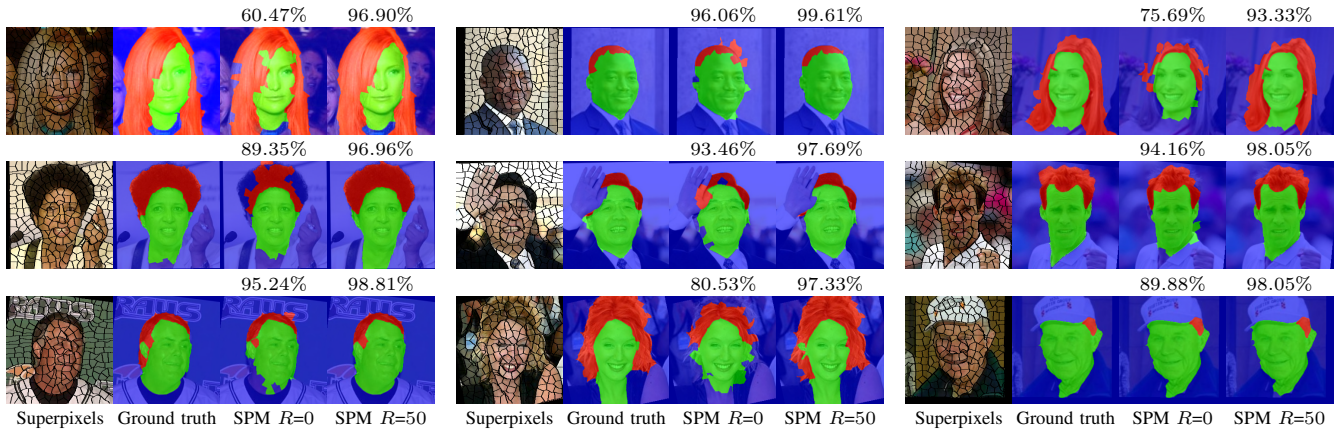 60.47% 96.90% 96.06% 99.61% 75.69% 93.33%
89.35% 96.96% 93.46% 97.69% 94.16% 98.05%
95.24% 98.81% 80.53% 97.33% 89.88% 98.05%
Superpixels Ground truth SPM R=0 SPM R=50 Superpixels Ground truth SPM R=0 SPM R=50 Superpixels Ground truth SPM R=0 SPM R=50